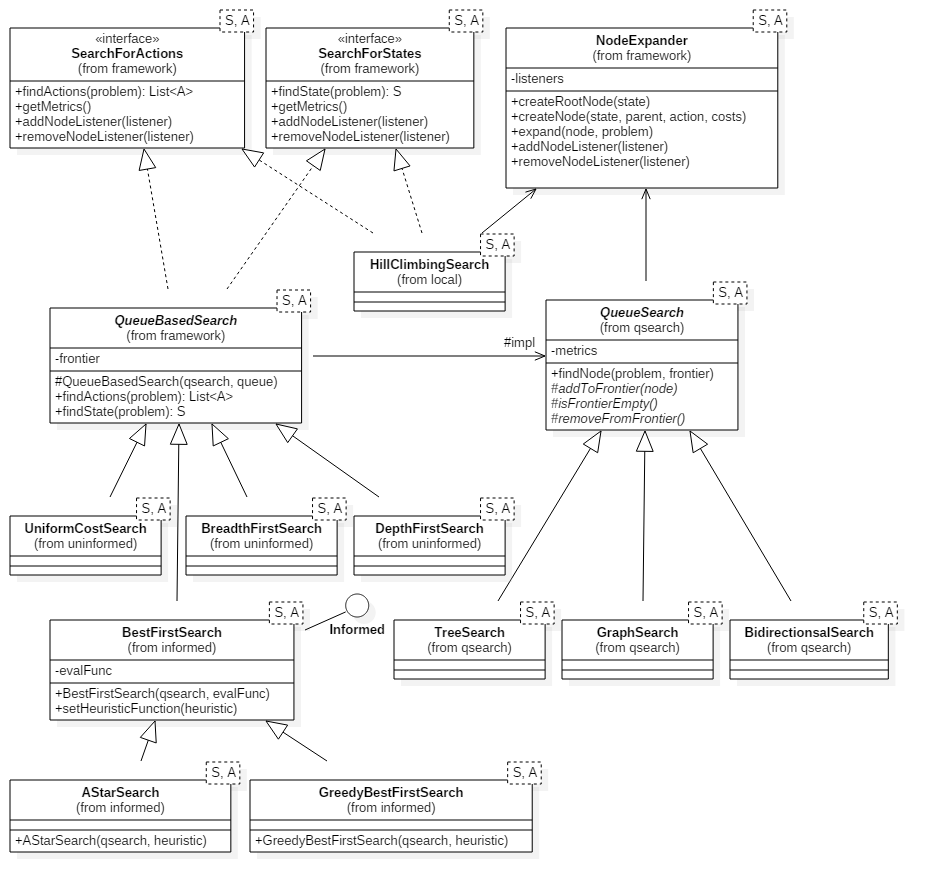 S, A
«interface»
SearchForActions
(from framework)
+findActions(problem): List<A>
+getMetrics()
+addNodeListener(listener)
+removeNodeListener(listener)
S, A
«interface»
SearchForStates
(from framework)
+findState(problem): S
+getMetrics()
+addNodeListener(listener)
+removeNodeListener(listener)
S, A
NodeExpander
(from framework)
-listeners
+createRootNode(state)
+createNode(state, parent, action, costs)
+expand(node, problem)
+addNodeListener(listener)
+removeNodeListener(listener)
S, A
HillClimbingSearch
(from local)
S, A
QueueBasedSearch
(from framework)
-frontier
#QueueBasedSearch(qsearch, queue)
+findActions(problem): List<A>
+findState(problem): S
#impl
S, A
QueueSearch
(from qsearch)
-metrics
+findNode(problem, frontier)
#addToFrontier(node)
#isFrontierEmpty()
#removeFromFrontier()
S, A
UniformCostSearch
(from uninformed)
S, A
BreadthFirstSearch
(from uninformed)
S, A
DepthFirstSearch
(from uninformed)
S, A
BestFirstSearch
(from informed)
-evalFunc
+BestFirstSearch(qsearch, evalFunc)
+setHeuristicFunction(heuristic)
Informed
S, A
TreeSearch
(from qsearch)
S, A
GraphSearch
(from qsearch)
S, A
BidirectionsalSearch
(from qsearch)
S, A
AStarSearch
(from informed)
+AStarSearch(qsearch, heuristic)
S, A
GreedyBestFirstSearch
(from informed)
+GreedyBestFirstSearch(qsearch, heuristic)